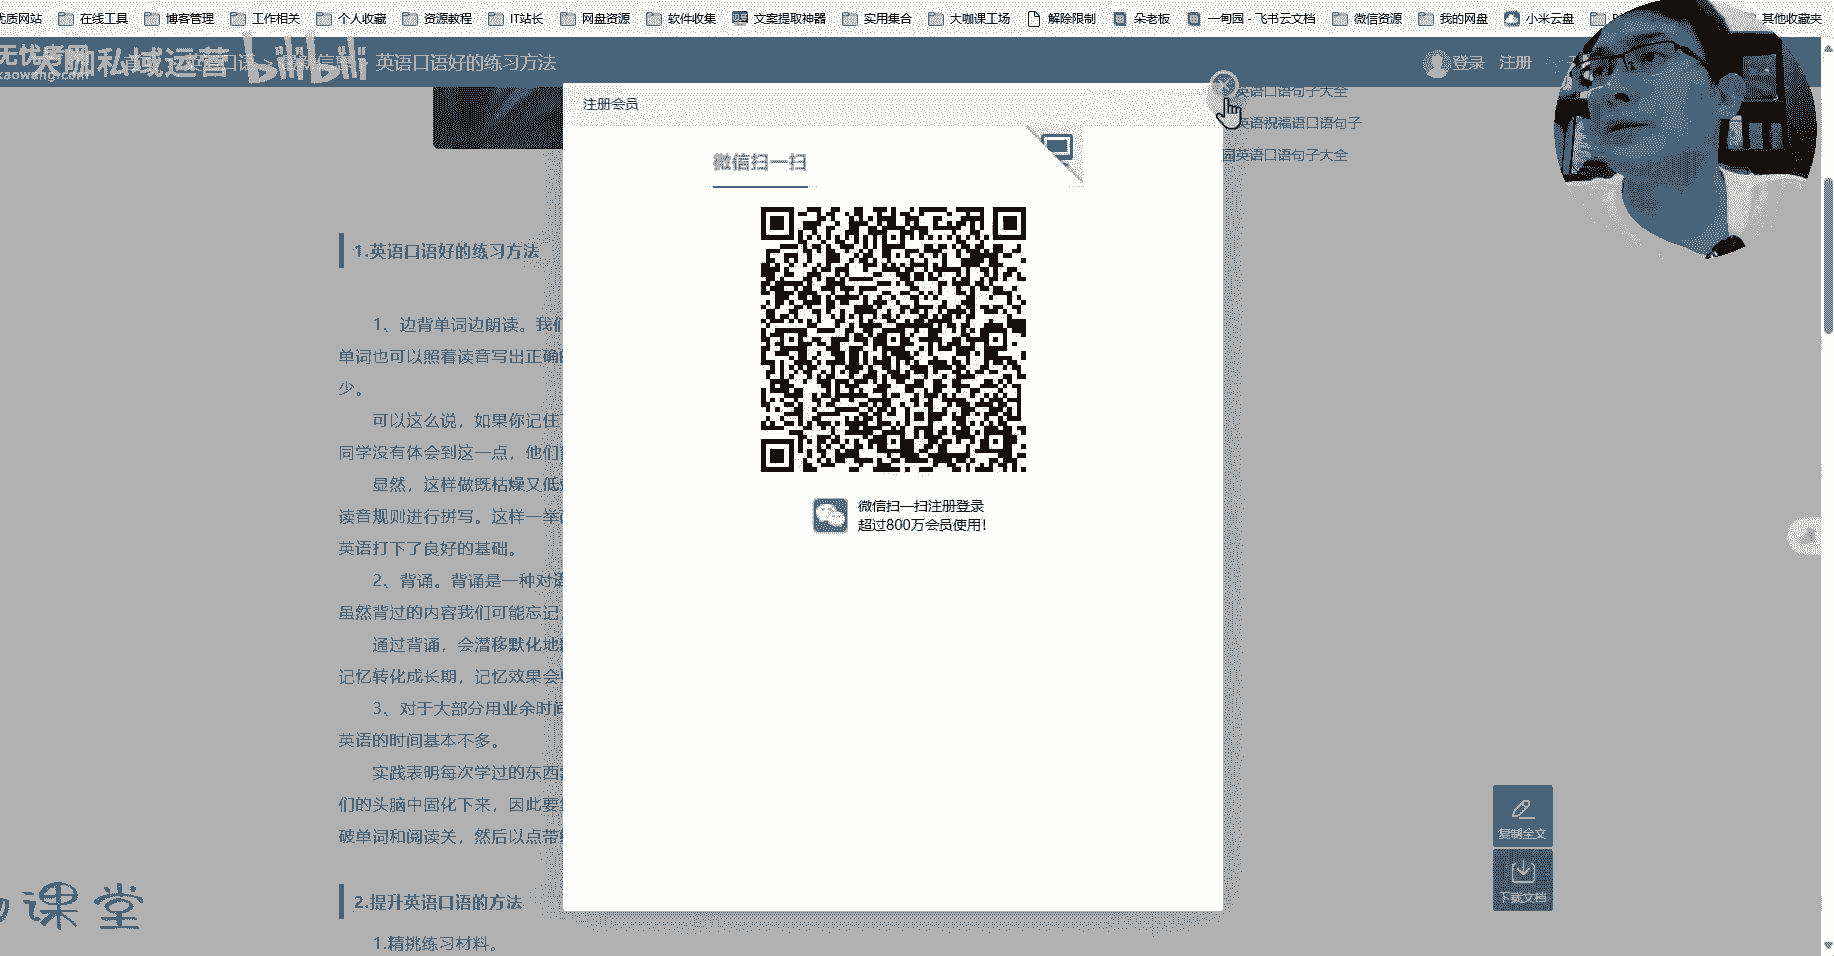 优质网站 在线工具 博客管理 工作相关 个人收藏 资源教程 IT站长 网盘资源 软件收集 文案提取神器 实用集合 大咖课工场 解除限制 朵老板 一甸园 - 飞书云文档 微信资源 我的网盘 小米云盘 其他收藏夹
无忧考网
kaowang.com
私域运营
bilibili
英语口语好的练习方法
登录 注册
注册会员
英语口语句子大全
英语祝福语口语句子
园英语口语句子大全
微信扫一扫
1.英语口语好的练习方法
1、边背单词边朗读。我们
单词也可以照着读音写出正确的
少。
可以这么说，如果你记住
同学没有体会到这一点，他们
显然，这样做既枯燥又低
读音规则进行拼写。这样一举
英语打下了良好的基础。
微信扫一扫注册登录
超过800万会员使用！
2、背诵。背诵是一种对语
虽然背过的内容我们可能忘记
通过背诵，会潜移默化地
记忆转化成长期，记忆效果会
3、对于大部分用业余时间
英语的时间基本不多。
实践表明每次学过的东西
们的头脑中固化下来，因此要
破单词和阅读关，然后以点带
复制全文
下载文档
课堂
2.提升英语口语的方法
1.精挑练习材料。